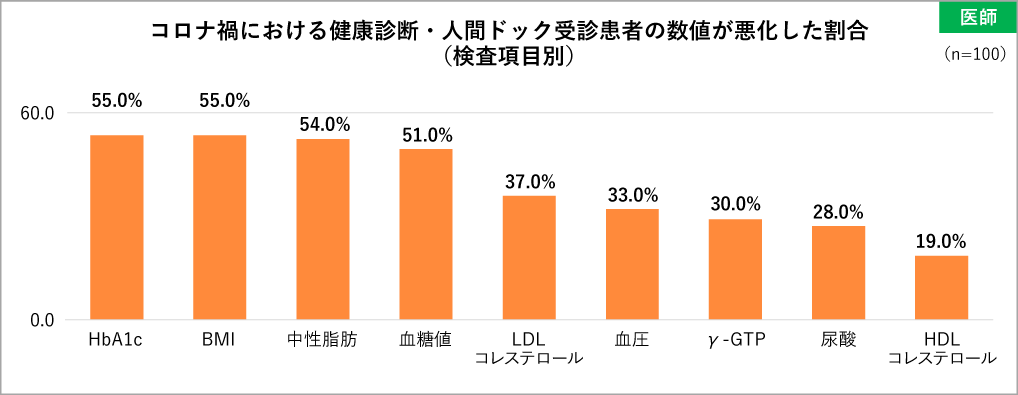 医師
コロナ禍における健康診断・人間ドック受診患者の数値が悪化した割合
（検査項目別）
（n=100）
60.0
55.0%
55.0%
54.0%
51.0%
37.0%
33.0%
30.0%
28.0%
19.0%
0.0
HbA1c
BMI
中性脂肪
血糖値
LDL
コレステロール
血圧
γ-GTP
尿酸
HDL
コレステロール